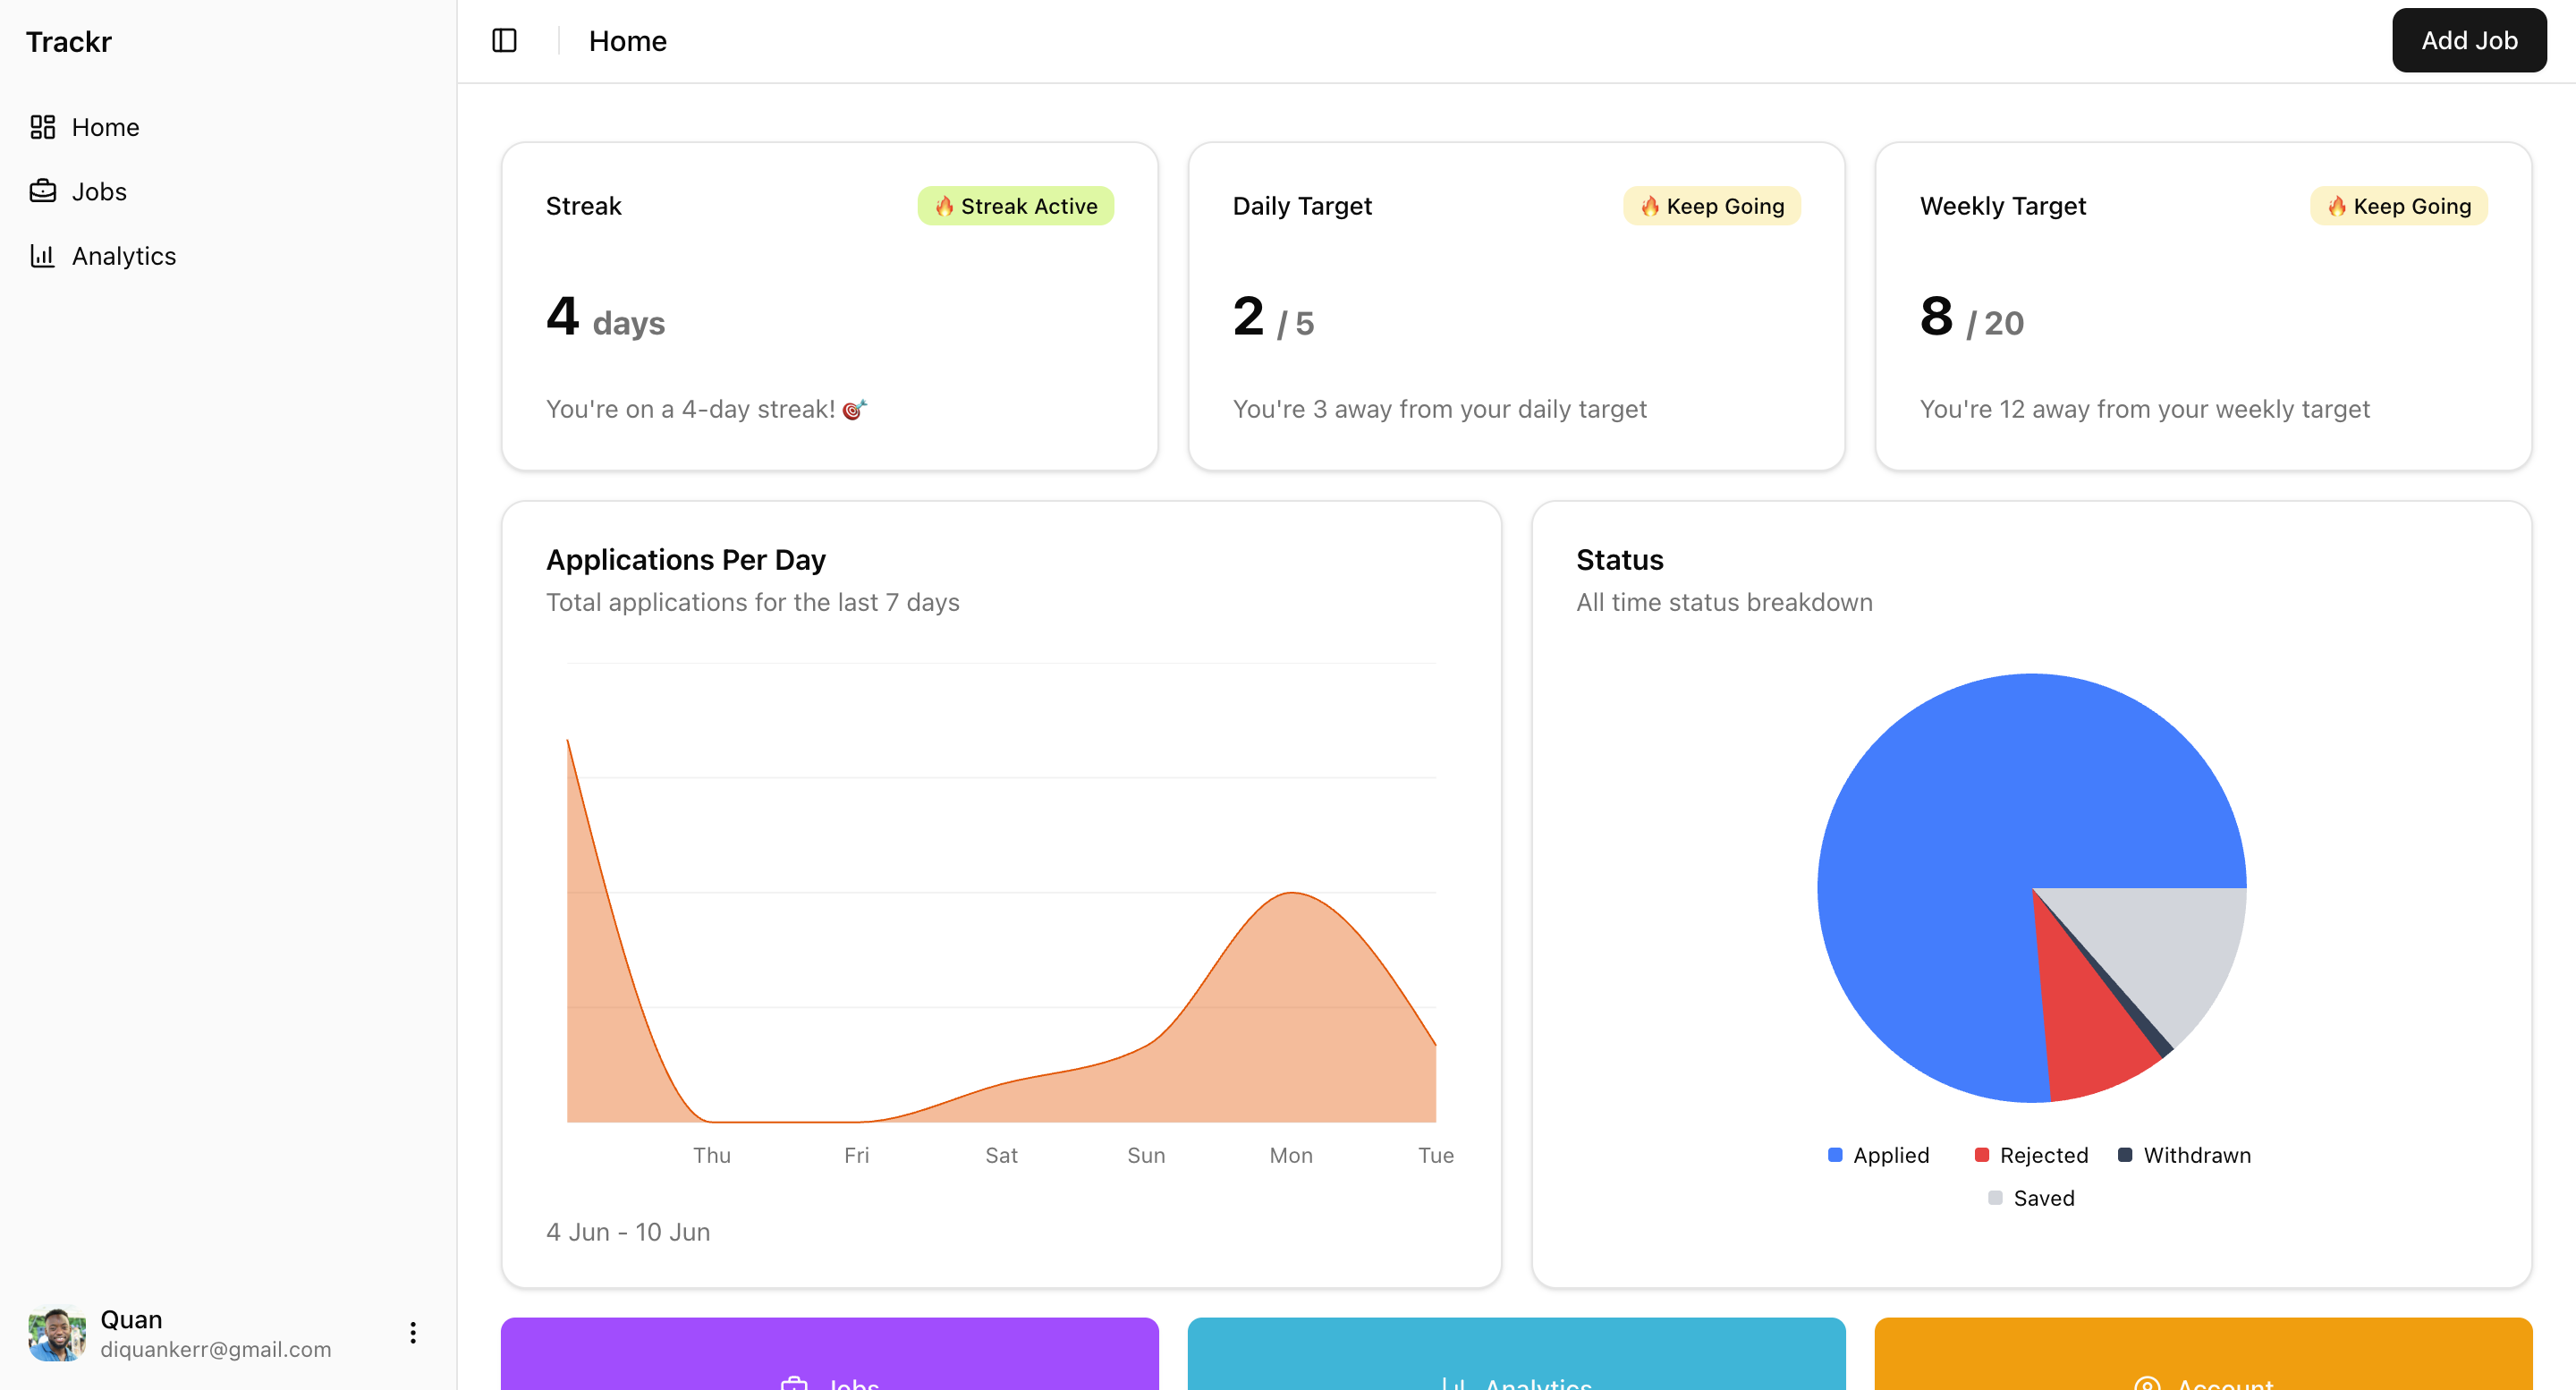 Trackr
Home
Jobs
Analytics
Quan
diquankerr@gmail.com
Home
Add Job
Streak
🔥 Streak Active
4 days
You're on a 4-day streak! 🎯
Daily Target
🔥 Keep Going
2 / 5
You're 3 away from your daily target
Weekly Target
🔥 Keep Going
8 / 20
You're 12 away from your weekly target
Applications Per Day
Total applications for the last 7 days
Thu Fri Sat Sun Mon Tue
4 Jun - 10 Jun
Status
All time status breakdown
Applied Rejected Withdrawn
Saved
Jobs
Analytics
Account